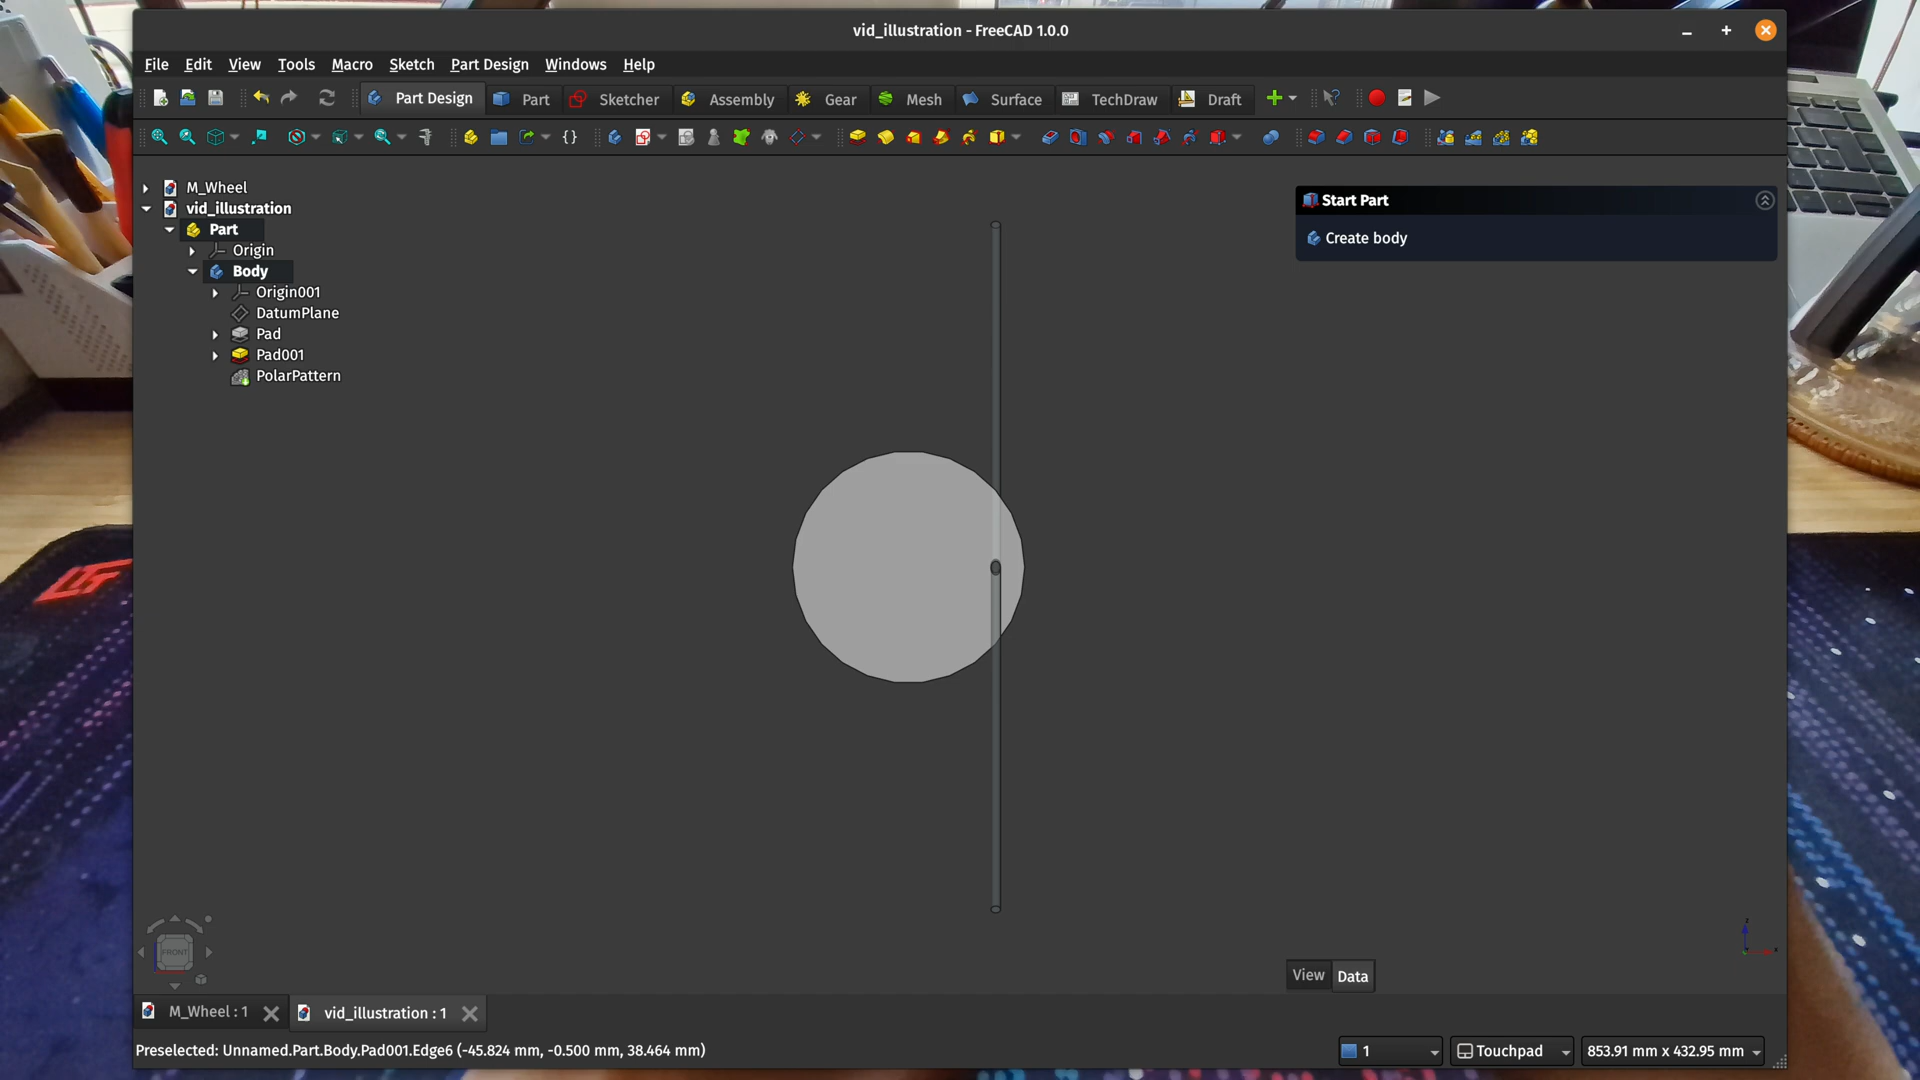 vid_illustration - FreeCAD 1.0.0
File Edit View Tools Macro Sketch Part Design Windows Help
Part Design Part Sketcher Assembly Gear Mesh Surface TechDraw Draft
M_Wheel
vid_illustration
Part
Origin
Body
Origin001
DatumPlane
Pad
Pad001
PolarPattern
Start Part
Create body
FRONT
View Data
M_Wheel : 1 vid_illustration : 1
Preselected: Unnamed.Part.Body.Pad001.Edge6 (-45.824 mm, -0.500 mm, 38.464 mm)
1 Touchpad 853.91 mm x 432.95 mm